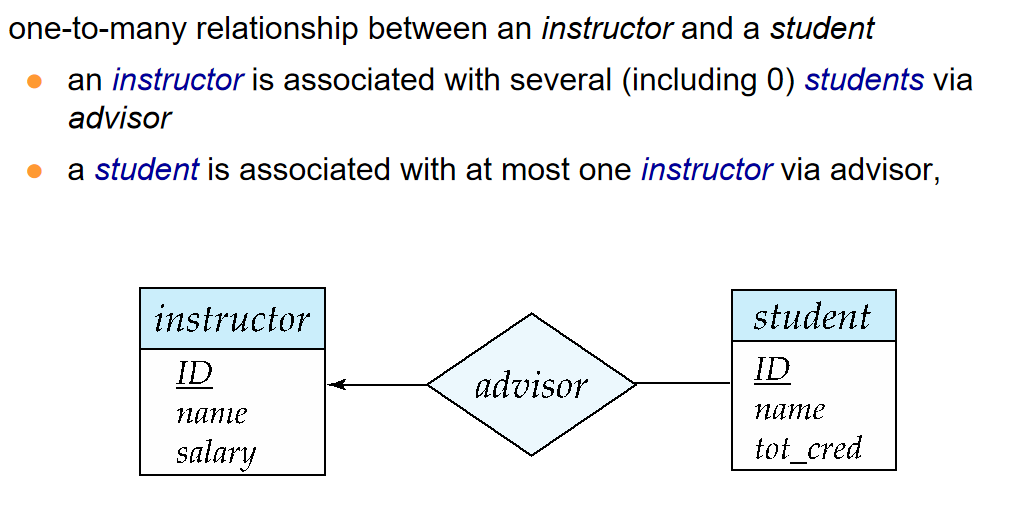 one-to-many relationship between an instructor and a student
● an instructor is associated with several (including 0) students via
advisor
● a student is associated with at most one instructor via advisor,
instructor
ID
name
salary
advisor
student
ID
name
tot_cred